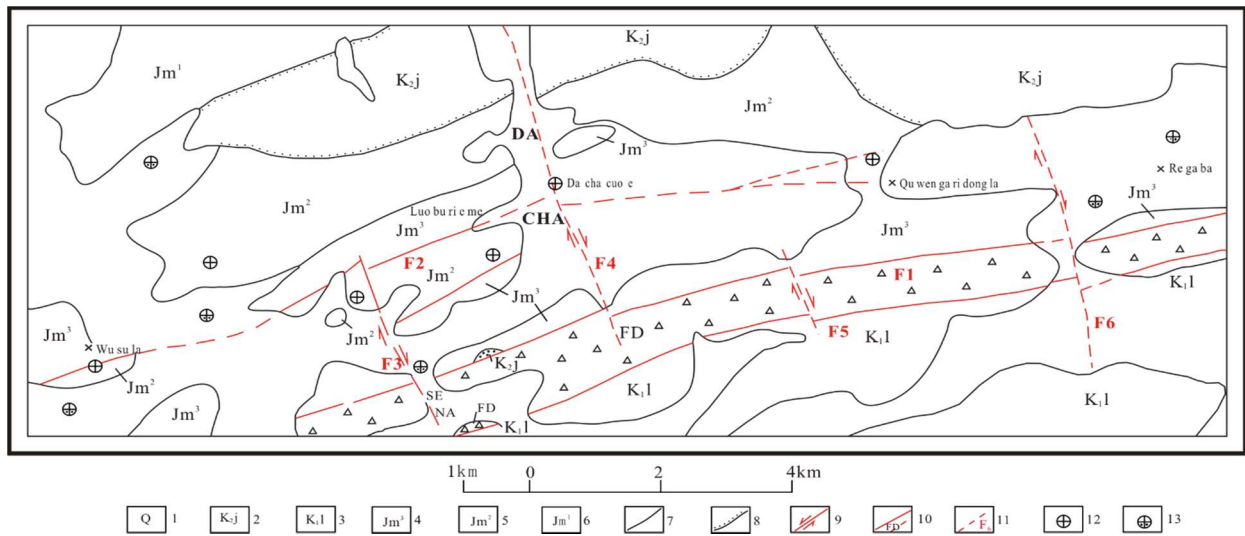 K₂j
Jm¹
K₂j
K₂j
Jm²
DA
Jm³
Da cha cuo e
Re ga ba
Qu wen ga ri dong la
Jm³
Jm²
Luo bu ri e me
CHA
Jm³
Jm³
F2
F4
F1
Jm²
Jm³
K₁l
Jm³
Jm²
FD
F5
K₁l
F6
Wu su la
F3
K₂j
Jm²
K₁l
K₁l
Jm³
SE
NA
FD
K₁l
1km 0 2 4km
Q 1 K₂j 2 K₁l 3 Jm³ 4 Jm² 5 Jm¹ 6 7 8 9 FD 10 11 12 13